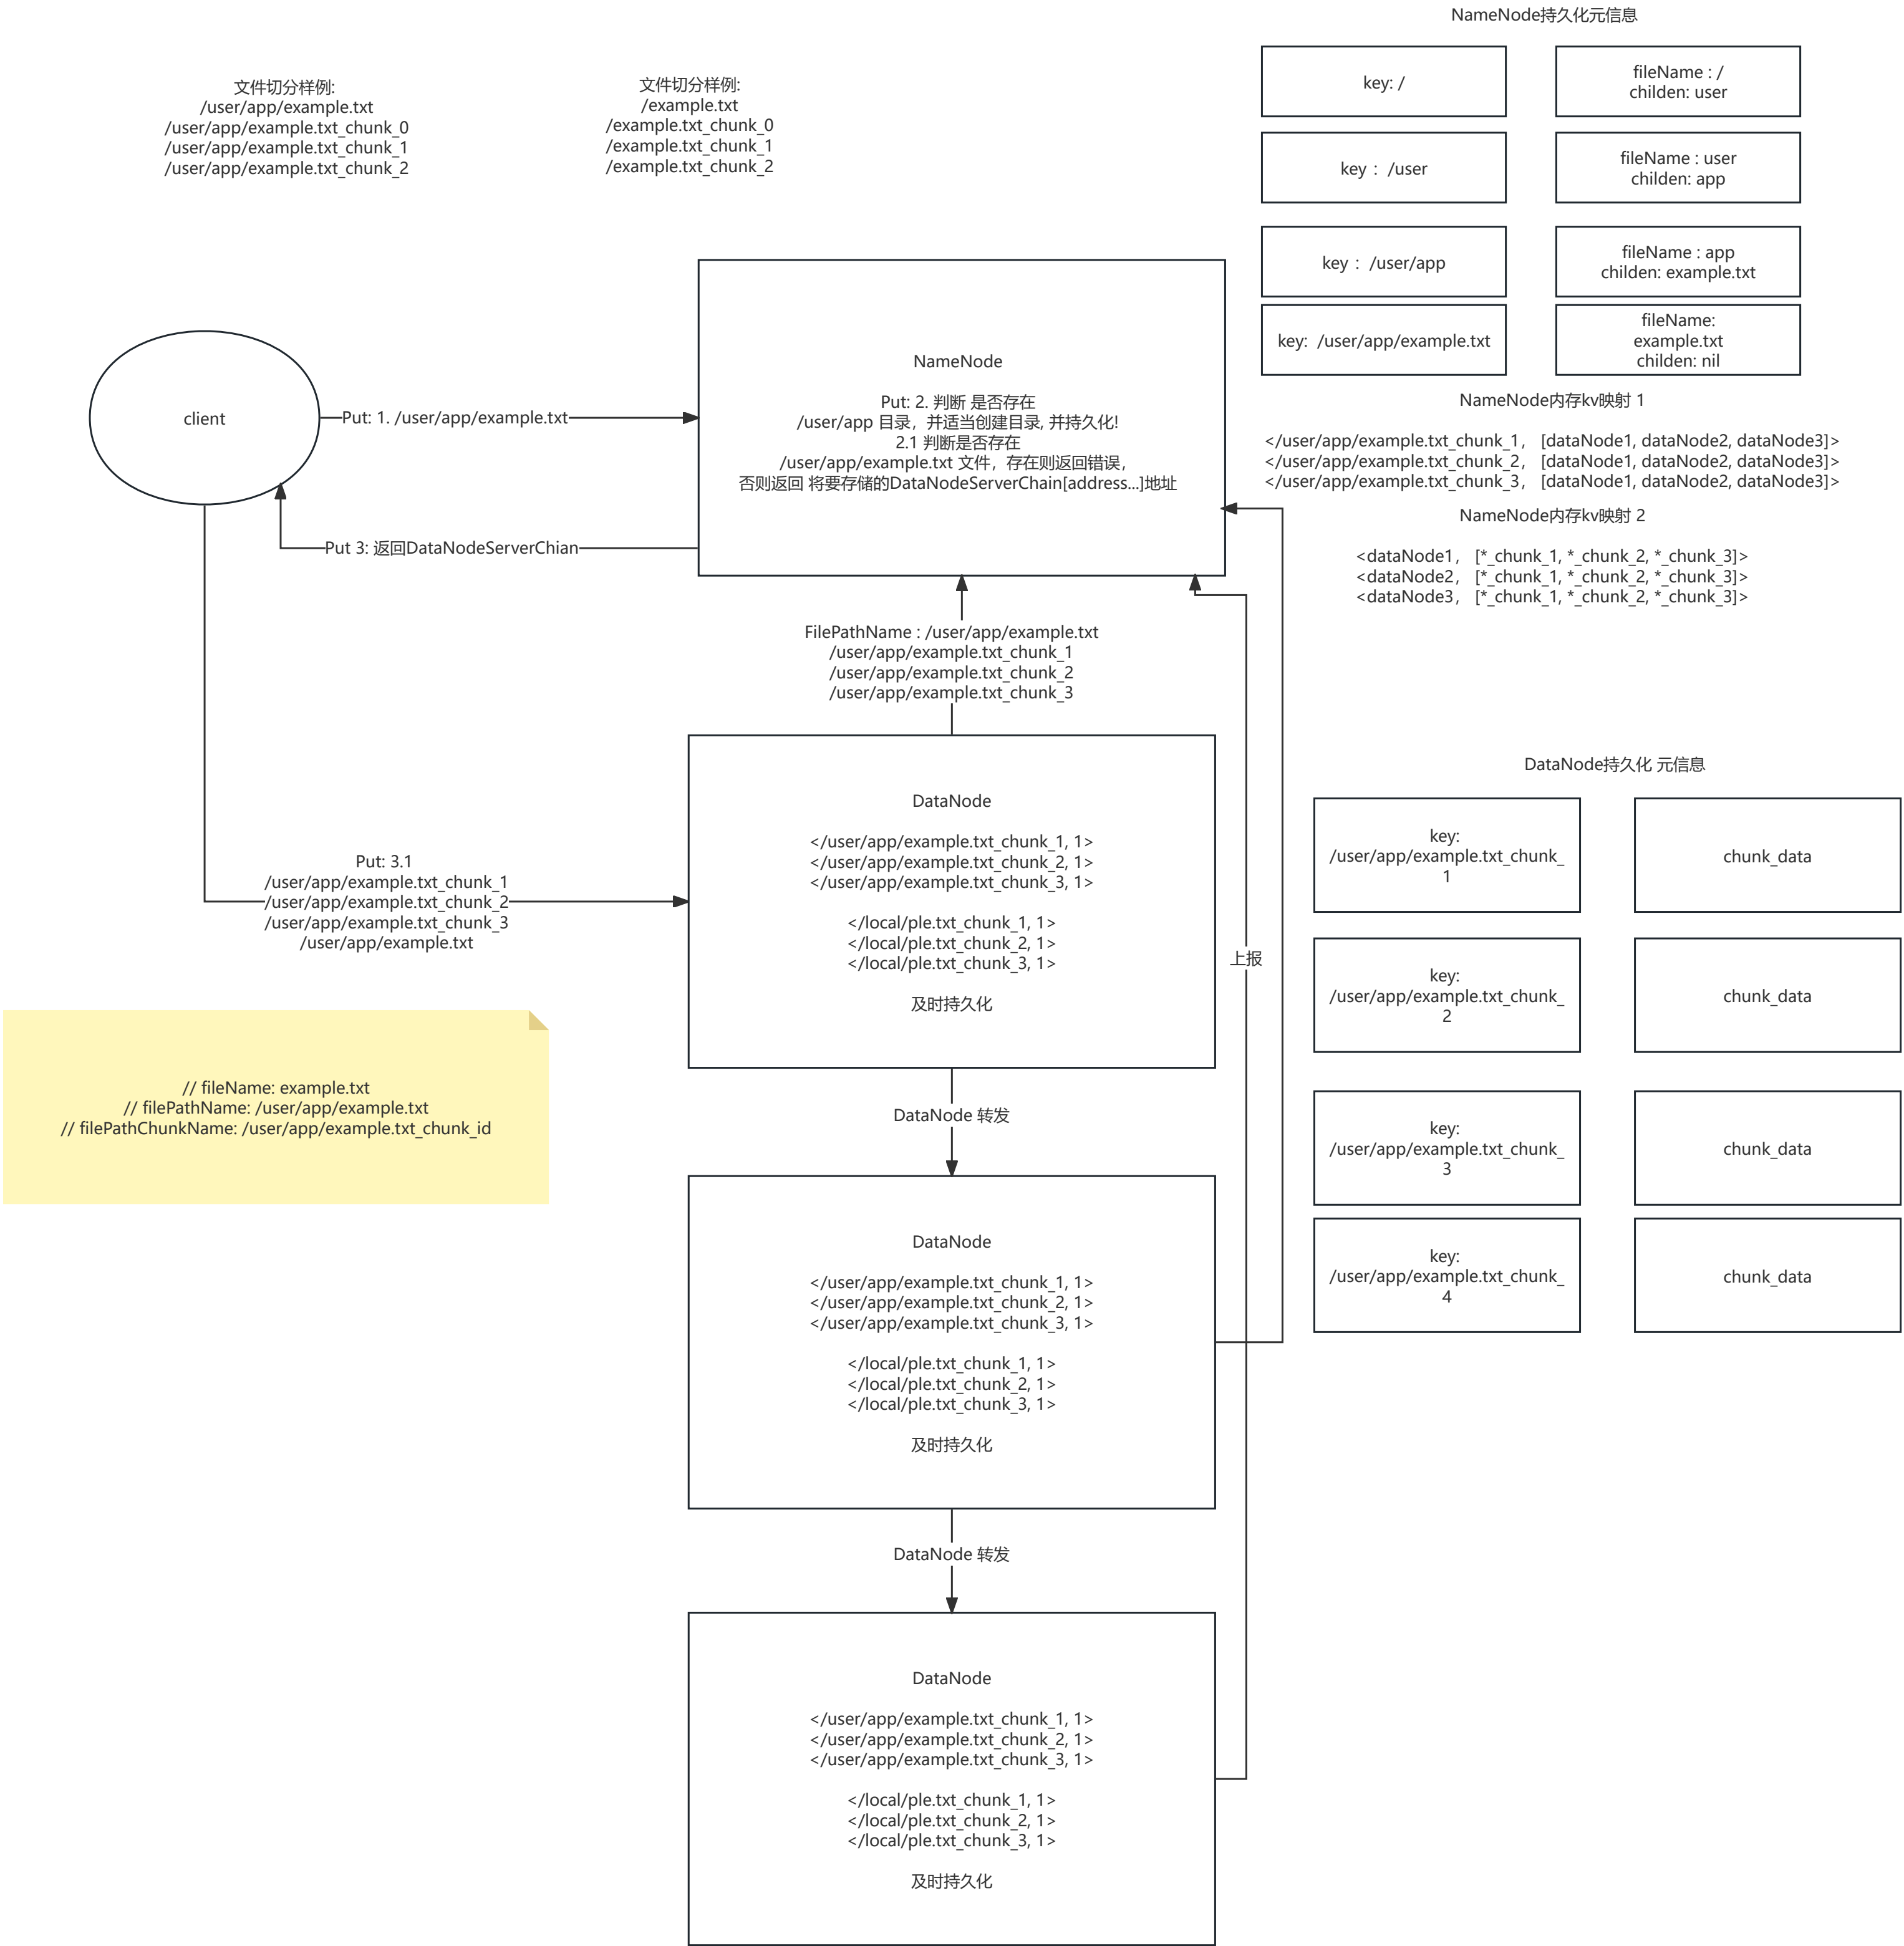 NameNode持久化元信息
文件切分样例:
/user/app/example.txt
/user/app/example.txt_chunk_0
/user/app/example.txt_chunk_1
/user/app/example.txt_chunk_2
文件切分样例:
/example.txt
/example.txt_chunk_0
/example.txt_chunk_1
/example.txt_chunk_2
key: /
fileName : /
childen: user
key :  /user
fileName : user
childen: app
key :  /user/app
fileName : app
childen: example.txt
key:  /user/app/example.txt
fileName:
example.txt
childen: nil
client
Put: 1. /user/app/example.txt
NameNode
Put: 2. 判断 是否存在
/user/app 目录，并适当创建目录, 并持久化!
2.1 判断是否存在
/user/app/example.txt 文件，存在则返回错误，
否则返回 将要存储的DataNodeServerChain[address...]地址
Put 3: 返回DataNodeServerChian
NameNode内存kv映射 1
</user/app/example.txt_chunk_1， [dataNode1, dataNode2, dataNode3]>
</user/app/example.txt_chunk_2， [dataNode1, dataNode2, dataNode3]>
</user/app/example.txt_chunk_3， [dataNode1, dataNode2, dataNode3]>
NameNode内存kv映射 2
<dataNode1， [*_chunk_1, *_chunk_2, *_chunk_3]>
<dataNode2， [*_chunk_1, *_chunk_2, *_chunk_3]>
<dataNode3， [*_chunk_1, *_chunk_2, *_chunk_3]>
FilePathName : /user/app/example.txt
/user/app/example.txt_chunk_1
/user/app/example.txt_chunk_2
/user/app/example.txt_chunk_3
DataNode
</user/app/example.txt_chunk_1, 1>
</user/app/example.txt_chunk_2, 1>
</user/app/example.txt_chunk_3, 1>
</local/ple.txt_chunk_1, 1>
</local/ple.txt_chunk_2, 1>
</local/ple.txt_chunk_3, 1>
及时持久化
Put: 3.1
/user/app/example.txt_chunk_1
/user/app/example.txt_chunk_2
/user/app/example.txt_chunk_3
/user/app/example.txt
上报
// fileName: example.txt
// filePathName: /user/app/example.txt
// filePathChunkName: /user/app/example.txt_chunk_id
DataNode 转发
DataNode
</user/app/example.txt_chunk_1, 1>
</user/app/example.txt_chunk_2, 1>
</user/app/example.txt_chunk_3, 1>
</local/ple.txt_chunk_1, 1>
</local/ple.txt_chunk_2, 1>
</local/ple.txt_chunk_3, 1>
及时持久化
DataNode 转发
DataNode
</user/app/example.txt_chunk_1, 1>
</user/app/example.txt_chunk_2, 1>
</user/app/example.txt_chunk_3, 1>
</local/ple.txt_chunk_1, 1>
</local/ple.txt_chunk_2, 1>
</local/ple.txt_chunk_3, 1>
及时持久化
DataNode持久化 元信息
key:
/user/app/example.txt_chunk_
1
chunk_data
key:
/user/app/example.txt_chunk_
2
chunk_data
key:
/user/app/example.txt_chunk_
3
chunk_data
key:
/user/app/example.txt_chunk_
4
chunk_data